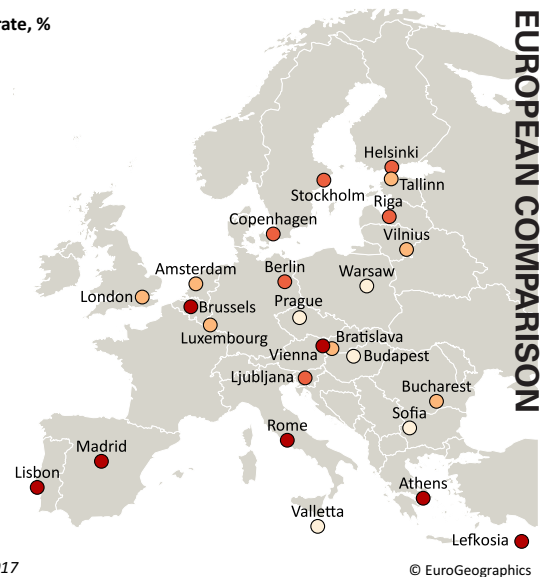 rate, %
EUROPEAN COMPARISON
Helsinki
Tallinn
Stockholm
Riga
Copenhagen
Vilnius
Amsterdam
Berlin
Warsaw
London
Brussels
Prague
Luxembourg
Bratislava
Vienna
Budapest
Ljubljana
Bucharest
Sofia
Rome
Madrid
Lisbon
Athens
Valletta
Lefkosia
017
© EuroGeographics